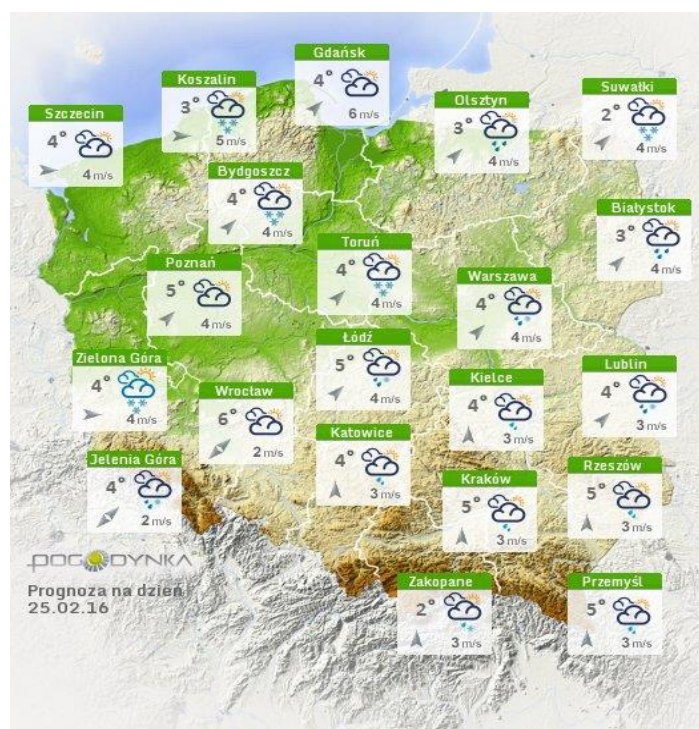 Gdańsk
4°
6 m/s
Koszalin
3°
5 m/s
Suwałki
2°
4 m/s
Olsztyn
3°
4 m/s
Szczecin
4°
4 m/s
Bydgoszcz
4°
4 m/s
Białystok
3°
4 m/s
Toruń
4°
4 m/s
Poznań
5°
4 m/s
Warszawa
4°
4 m/s
Łódź
5°
4 m/s
Zielona Góra
4°
4 m/s
Lublin
4°
3 m/s
Kielce
4°
3 m/s
Wrocław
6°
2 m/s
Katowice
4°
3 m/s
Jelenia Góra
4°
2 m/s
Rzeszów
5°
3 m/s
Kraków
5°
3 m/s
POGODYNKA
Prognoza na dzień
25.02.16
Zakopane
2°
3 m/s
Przemyśl
5°
3 m/s